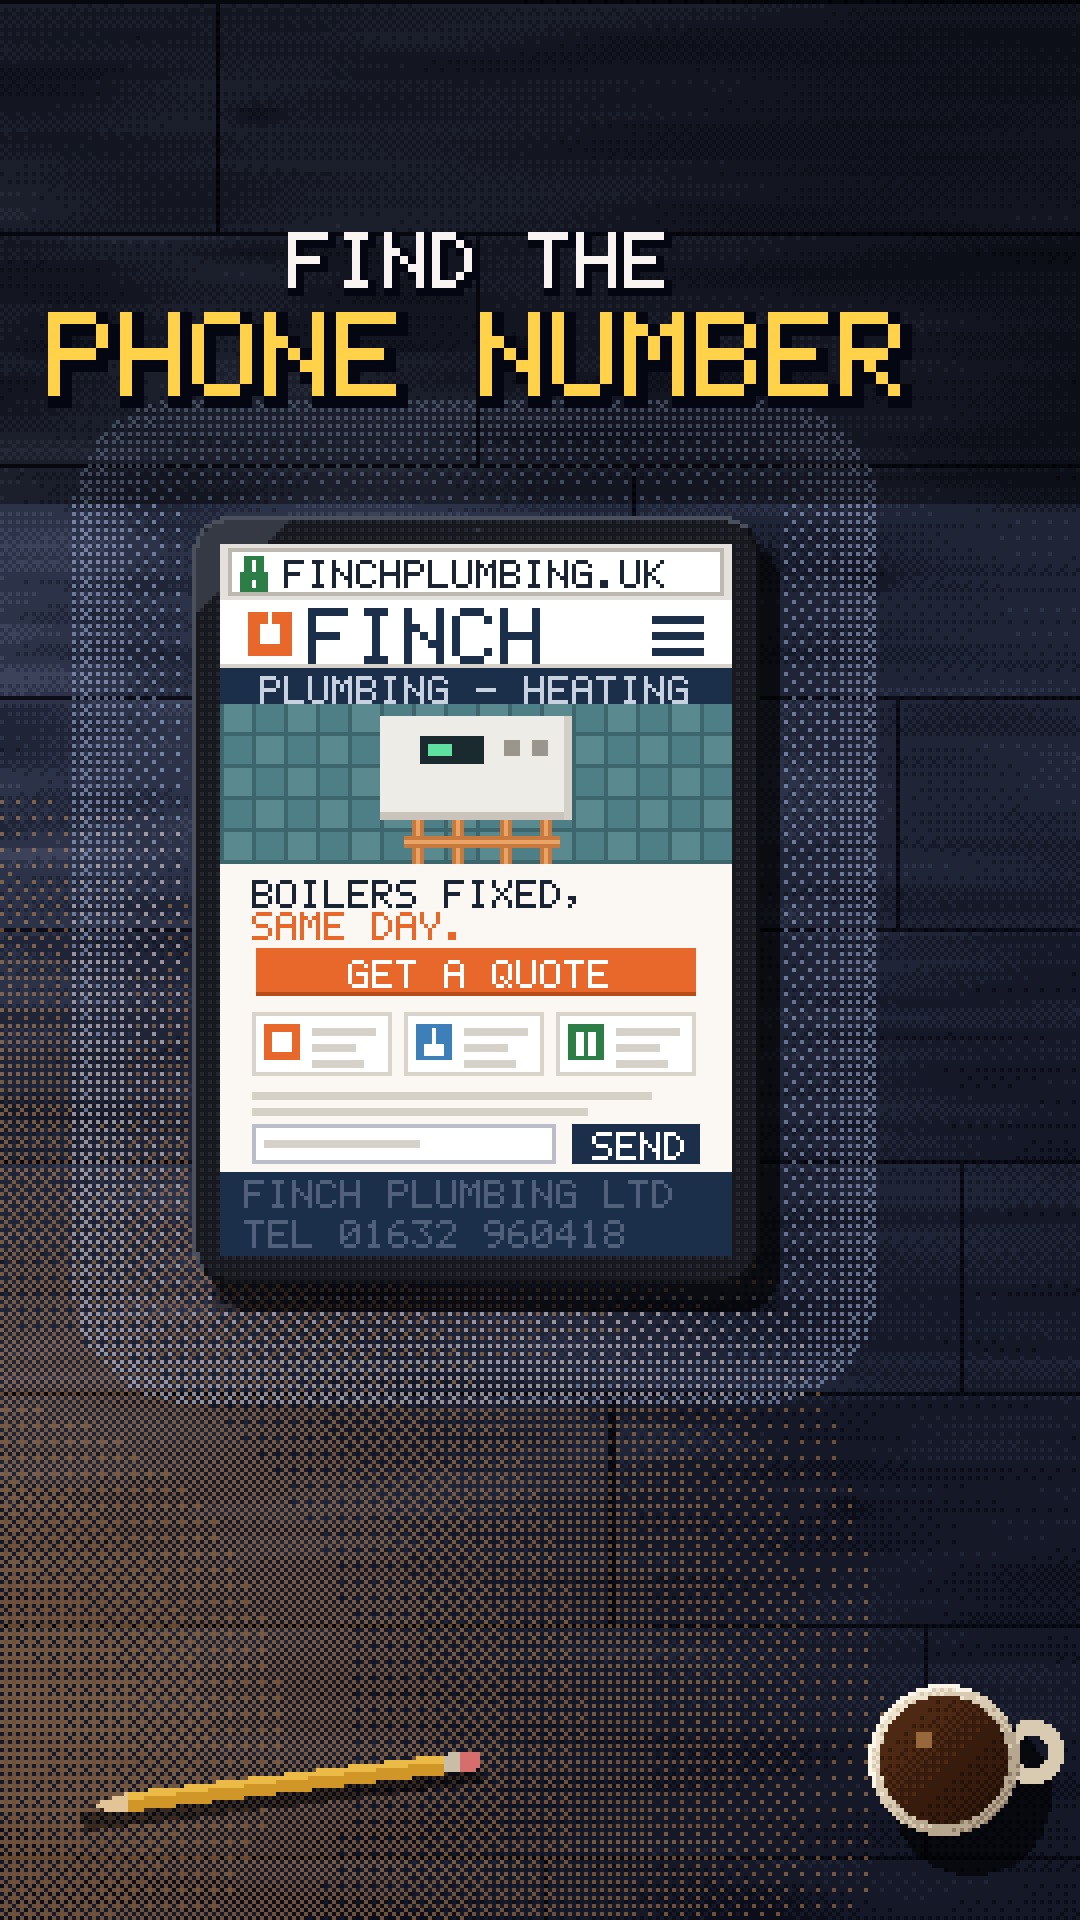 FIND THE
PHONE NUMBER
FINCHPLUMBING.UK
FINCH
PLUMBING - HEATING
BOILERS FIXED,
SAME DAY.
GET A QUOTE
SEND
FINCH PLUMBING LTD
TEL 01632 960418